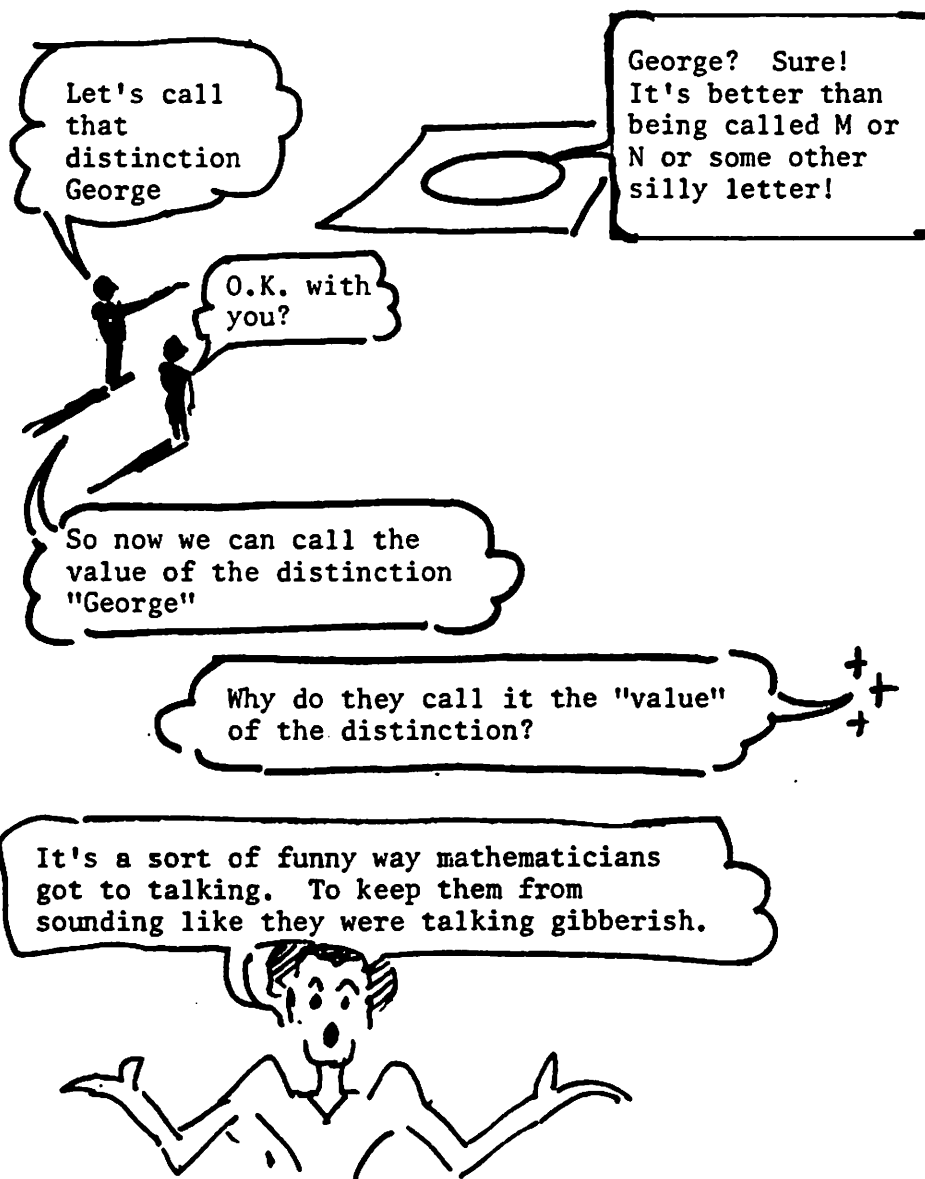 Let's call
that
distinction
George
George?  Sure!
It's better than
being called M or
N or some other
silly letter!
O.K. with
you?
So now we can call the
value of the distinction
"George"
Why do they call it the "value"
of the distinction?
It's a sort of funny way mathematicians
got to talking.  To keep them from
sounding like they were talking gibberish.